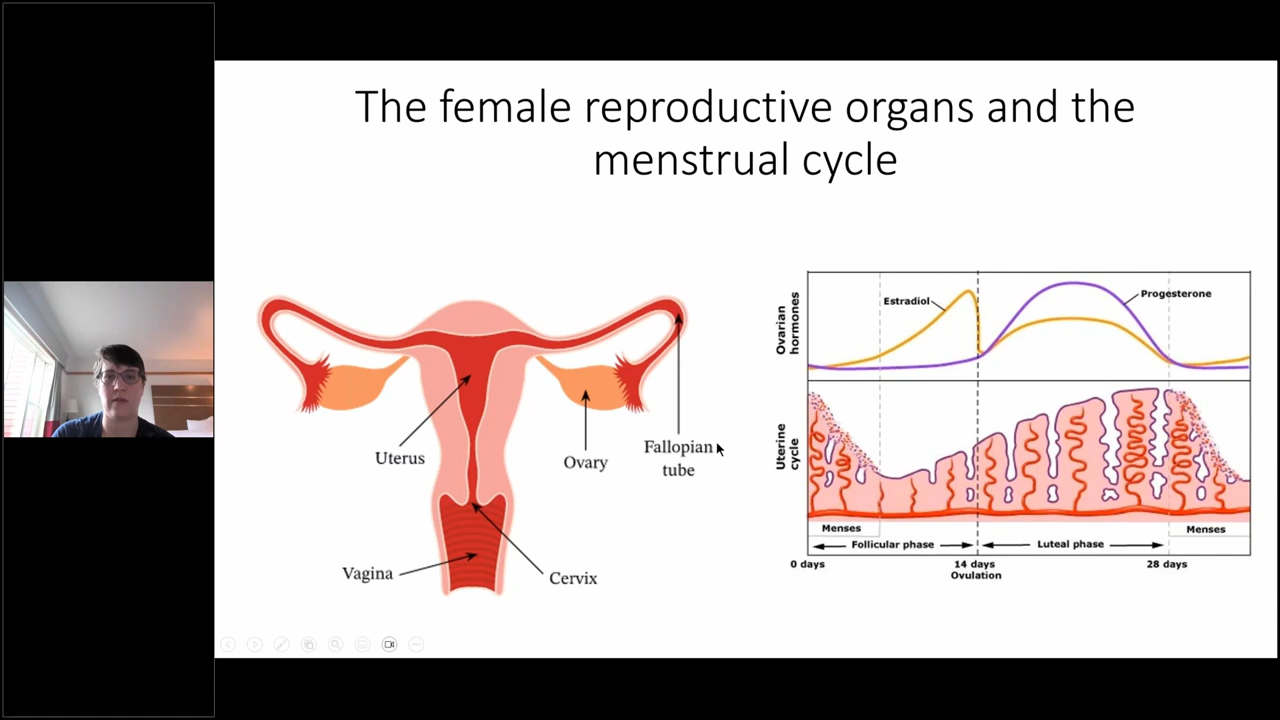 The female reproductive organs and the
menstrual cycle
Uterus
Ovary
Fallopian
tube
Vagina
Cervix
Ovarian
hormones
Estradiol
Progesterone
Uterine
cycle
Menses
Menses
Follicular phase
Luteal phase
0 days
14 days
28 days
Ovulation